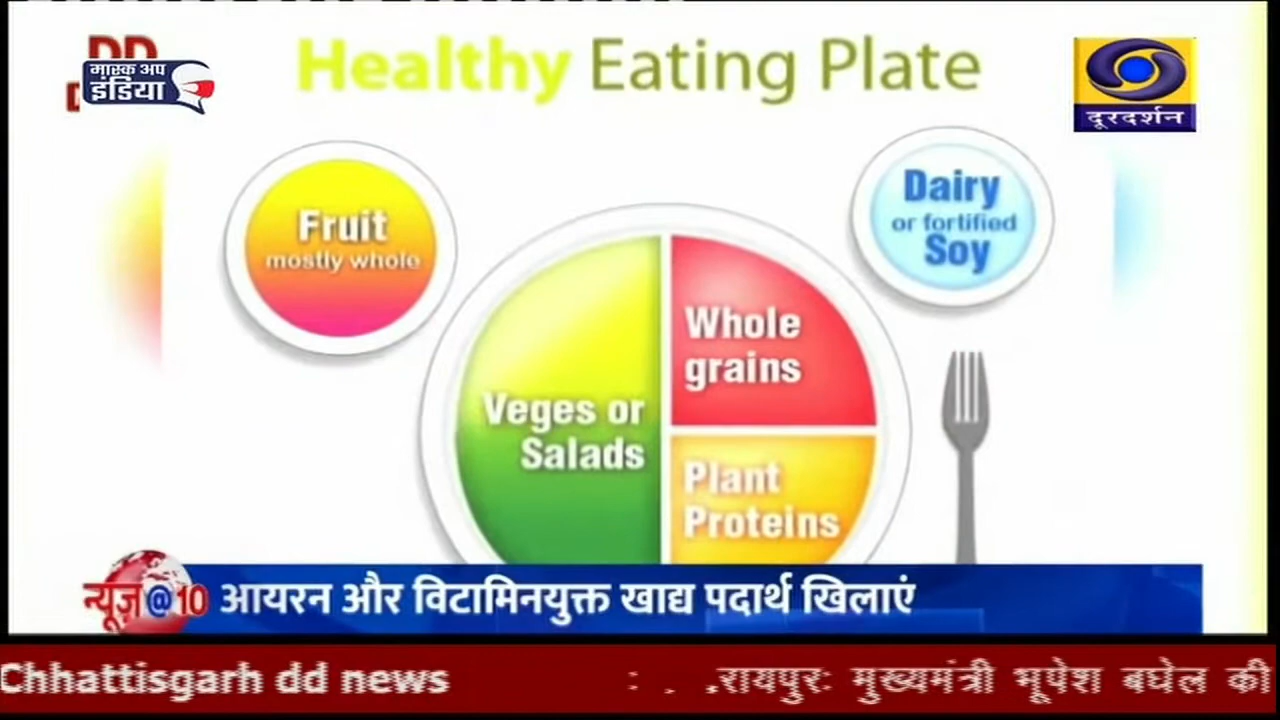 DD
मास्क अप
इंडिया
Healthy Eating Plate
दूरदर्शन
Fruit
mostly whole
Dairy
or fortified
Soy
Veges or
Salads
Whole
grains
Plant
Proteins
न्यूज़@10
आयरन और विटामिनयुक्त खाद्य पदार्थ खिलाएं
Chhattisgarh dd news : . .रायपुरः मुख्यमंत्री भूपेश बघेल की